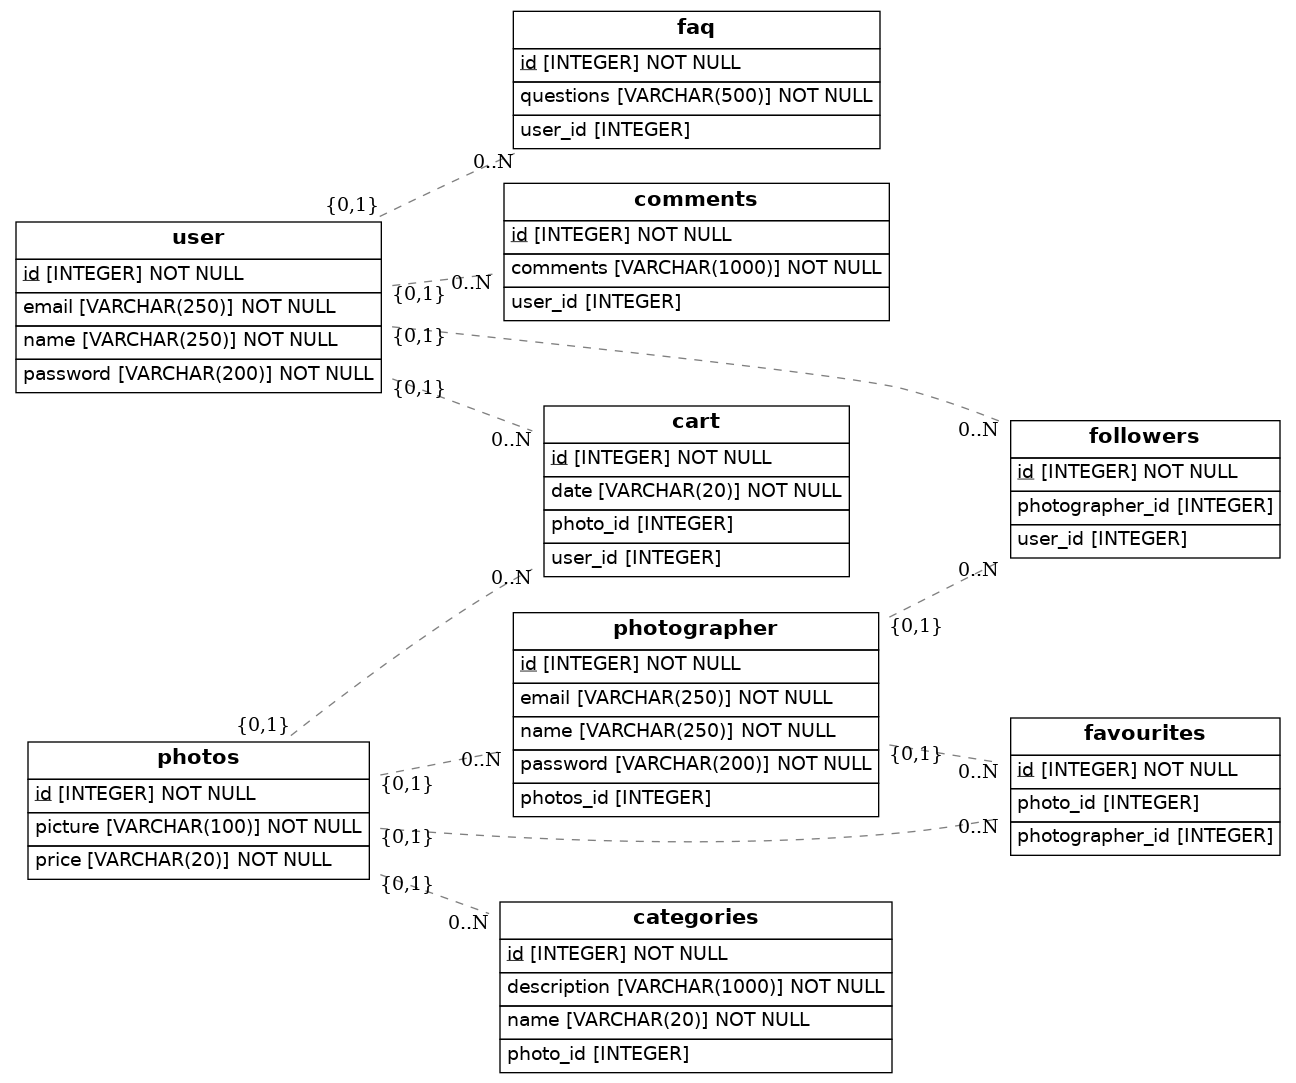 faq
id [INTEGER] NOT NULL
questions [VARCHAR(500)] NOT NULL
user_id [INTEGER]
0..N
{0,1}
user
id [INTEGER] NOT NULL
email [VARCHAR(250)] NOT NULL
name [VARCHAR(250)] NOT NULL
password [VARCHAR(200)] NOT NULL
comments
id [INTEGER] NOT NULL
comments [VARCHAR(1000)] NOT NULL
user_id [INTEGER]
{0,1}
0..N
{0,1}
0..N
{0,1}
0..N
cart
id [INTEGER] NOT NULL
date [VARCHAR(20)] NOT NULL
photo_id [INTEGER]
user_id [INTEGER]
followers
id [INTEGER] NOT NULL
photographer_id [INTEGER]
user_id [INTEGER]
0..N
{0,1}
0..N
{0,1}
photographer
id [INTEGER] NOT NULL
email [VARCHAR(250)] NOT NULL
name [VARCHAR(250)] NOT NULL
password [VARCHAR(200)] NOT NULL
photos_id [INTEGER]
photos
id [INTEGER] NOT NULL
picture [VARCHAR(100)] NOT NULL
price [VARCHAR(20)] NOT NULL
{0,1}
0..N
{0,1}
0..N
{0,1}
0..N
{0,1}
0..N
favourites
id [INTEGER] NOT NULL
photo_id [INTEGER]
photographer_id [INTEGER]
categories
id [INTEGER] NOT NULL
description [VARCHAR(1000)] NOT NULL
name [VARCHAR(20)] NOT NULL
photo_id [INTEGER]